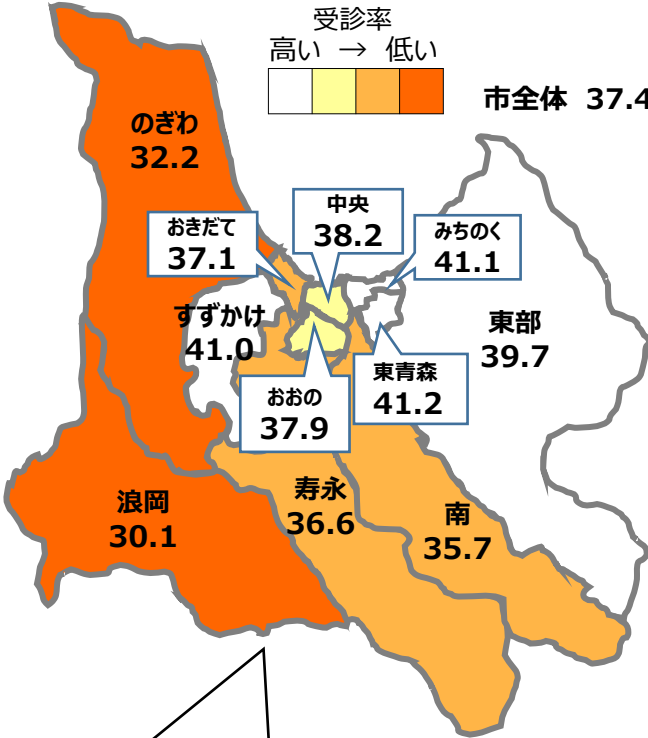 受診率
高い → 低い
市全体 37.4
のぎわ
32.2
中央
38.2
おきだて
37.1
みちのく
41.1
すずかけ
41.0
東部
39.7
東青森
41.2
おおの
37.9
浪岡
30.1
寿永
36.6
南
35.7